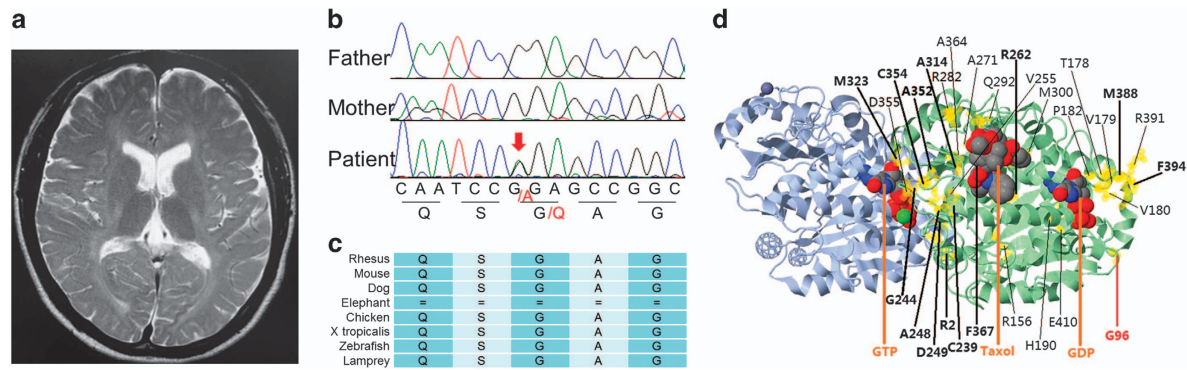 a
b
Father
Mother
Patient
C A A T C C G G A G C C G G C
/A
Q S G/Q A G
c
Rhesus Q S G A G
Mouse Q S G A G
Dog Q S G A G
Elephant = = = = =
Chicken Q S G A G
X tropicalis Q S G A G
Zebrafish Q S G A G
Lamprey Q S G A G
d
A364
A314
R262
C354
R282
A271
V255
T178
M323
A352
Q292
M300
M388
D355
P182
V179
R391
F394
V180
G244
R2
F367
R156
E410
G96
A248
C239
H190
D249
GTP
Taxol
GDP